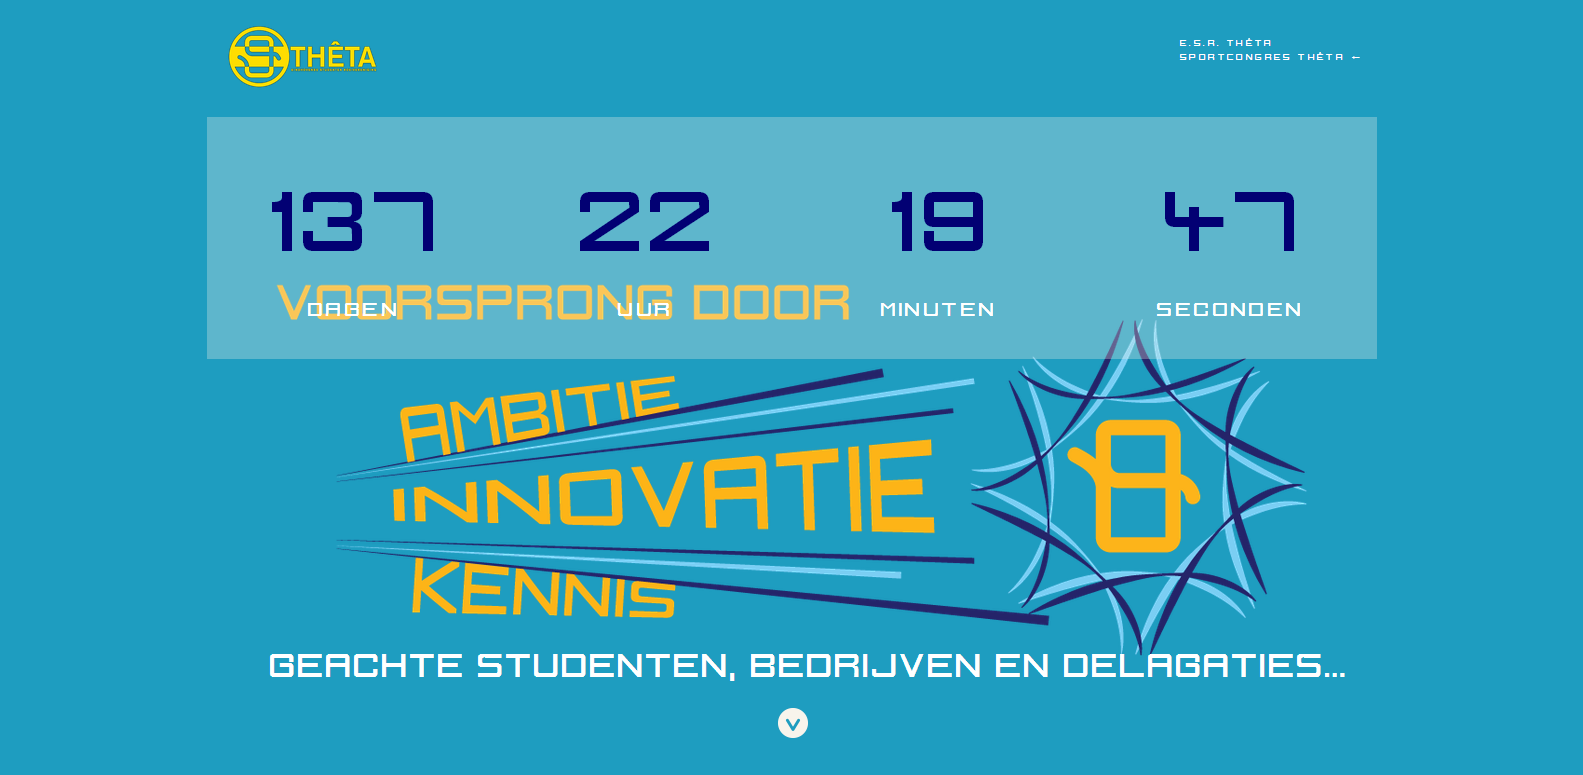 THÊTA
E.S.R. THÊTA
SPORTCONGRES THÊTA ←
137 22 19 47
VOORSPRONG DOOR
DAGEN UUR MINUTEN SECONDEN
AMBITIE
INNOVATIE
KENNIS
GEACHTE STUDENTEN, BEDRIJVEN EN DELAGATIES...